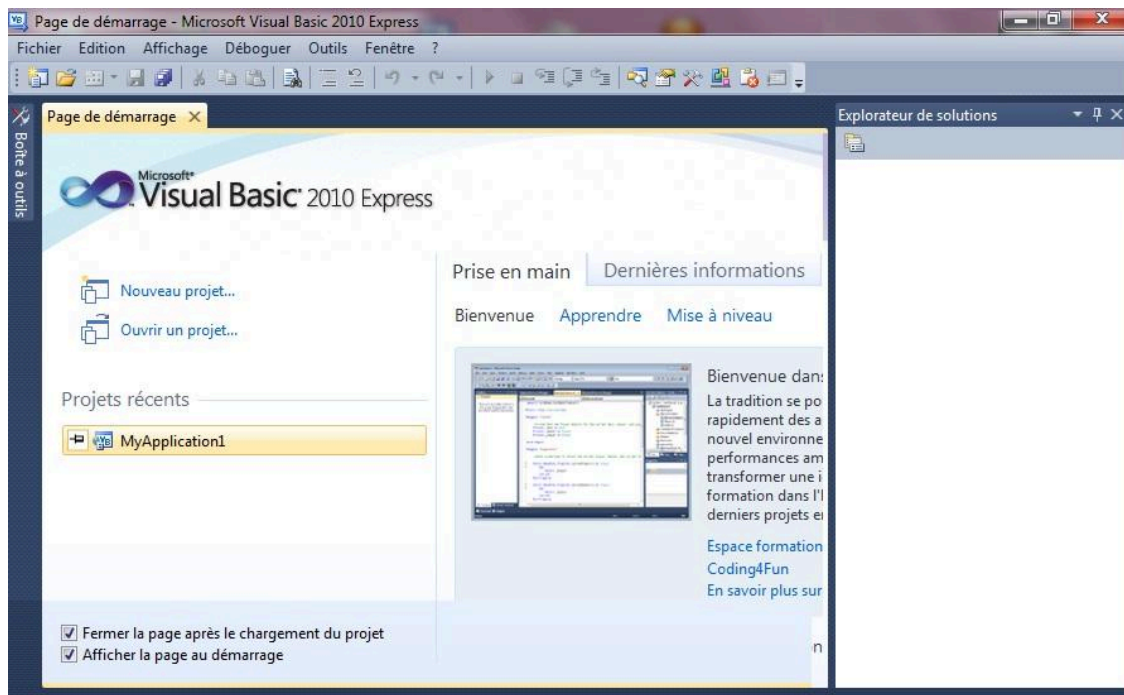 Page de démarrage - Microsoft Visual Basic 2010 Express
Fichier Edition Affichage Déboguer Outils Fenêtre ?
Page de démarrage
Explorateur de solutions
Boîte à outils
Microsoft
Visual Basic 2010 Express
Nouveau projet...
Ouvrir un projet...
Projets récents
MyApplication1
Fermer la page après le chargement du projet
Afficher la page au démarrage
Prise en main Dernières informations
Bienvenue Apprendre Mise à niveau
Bienvenue dans
La tradition se po
rapidement des a
nouvel environne
performances am
transformer une i
formation dans l'
derniers projets e
Espace formation
Coding4Fun
En savoir plus sur
n